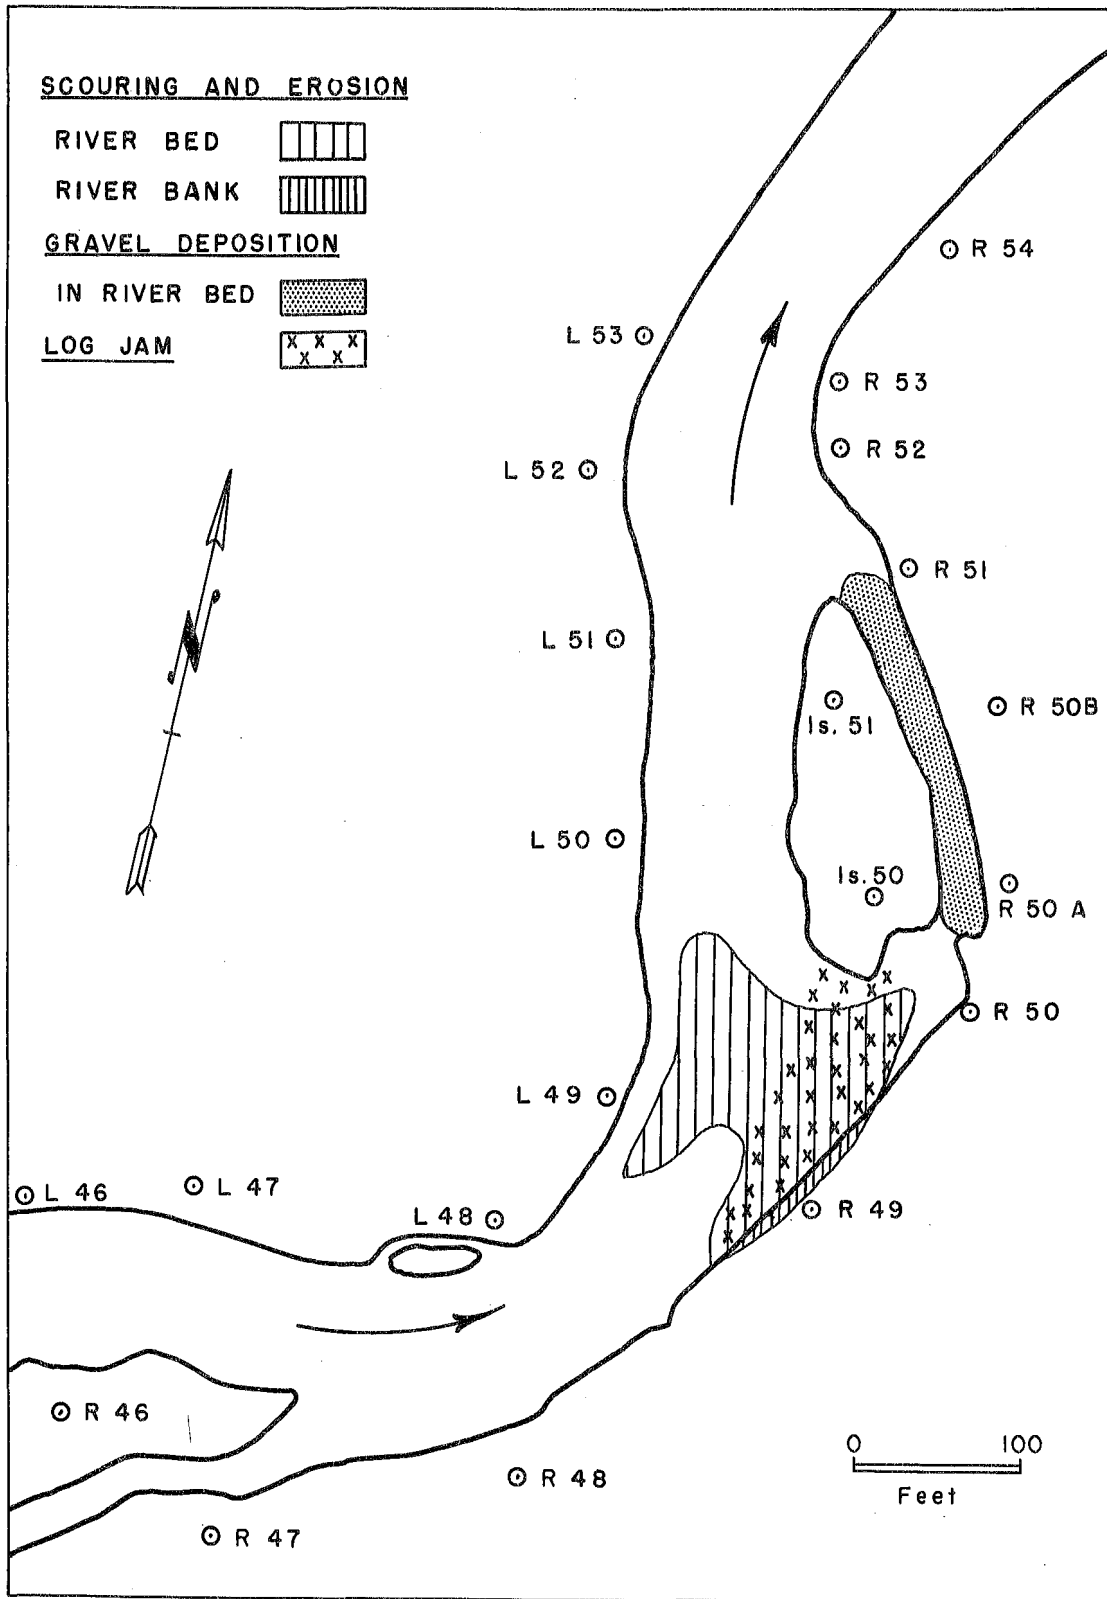 SCOURING AND EROSION
RIVER BED
RIVER BANK
GRAVEL DEPOSITION
IN RIVER BED
LOG JAM
N
R 54
L 53
R 53
R 52
L 52
R 51
L 51
Is. 51
R 50B
L 50
Is. 50
R 50 A
R 50
L 49
R 49
L 46
L 47
L 48
R 46
R 48
R 47
0 100
Feet